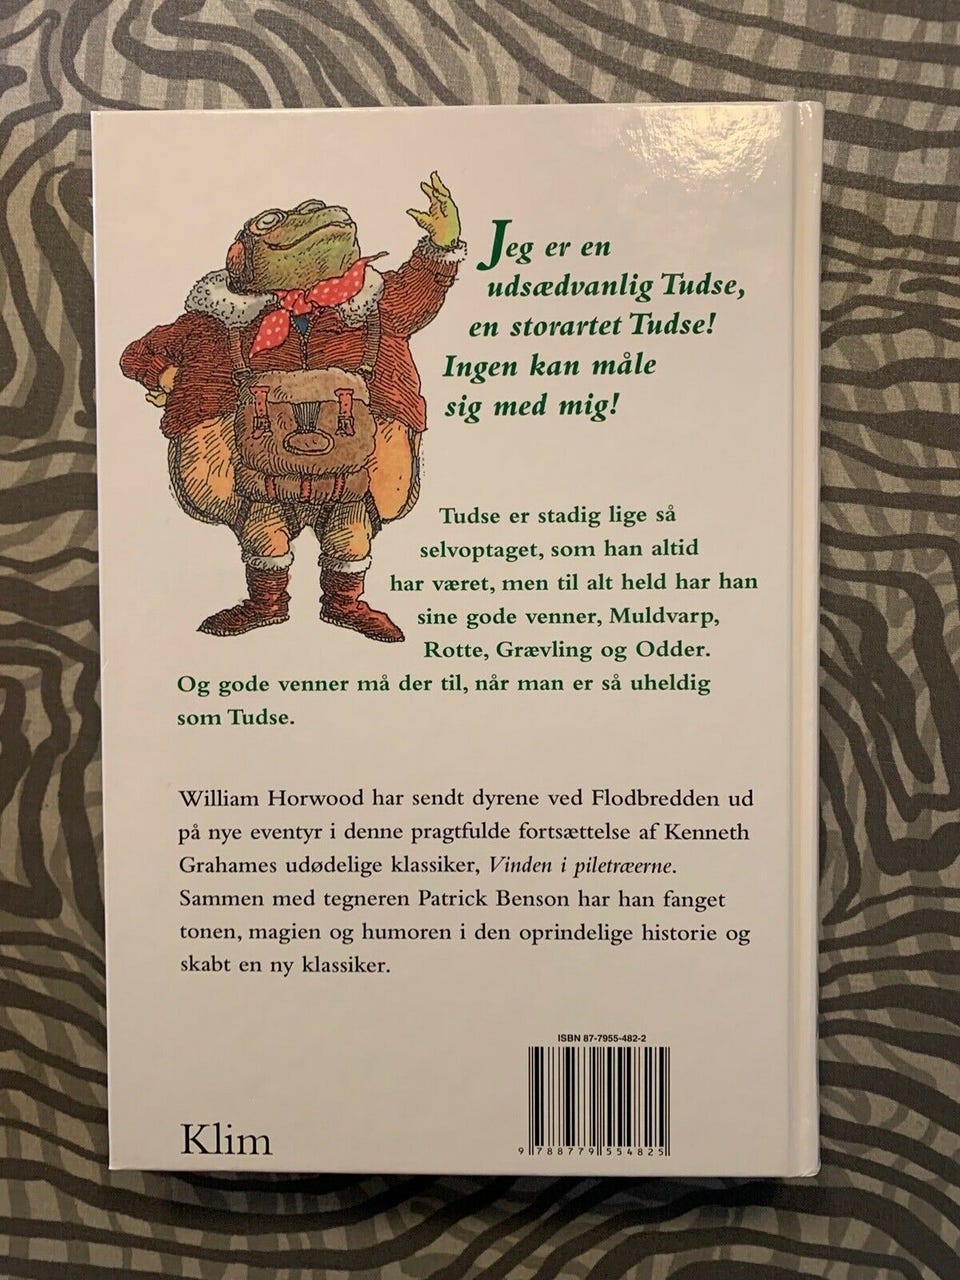 Jeg er en
udsædvanlig Tudse,
en storartet Tudse!
Ingen kan måle
sig med mig!
Tudse er stadig lige så
selvoptaget, som han altid
har været, men til alt held har han
sine gode venner, Muldvarp,
Rotte, Grævling og Odder.
Og gode venner må der til, når man er så uheldig
som Tudse.
William Horwood har sendt dyrene ved Flodbredden ud
på nye eventyr i denne pragtfulde fortsættelse af Kenneth
Grahames udødelige klassiker, Vinden i piletræerne.
Sammen med tegneren Patrick Benson har han fanget
tonen, magien og humoren i den oprindelige historie og
skabt en ny klassiker.
ISBN 87-7955-482-2
9 788779 554825
Klim